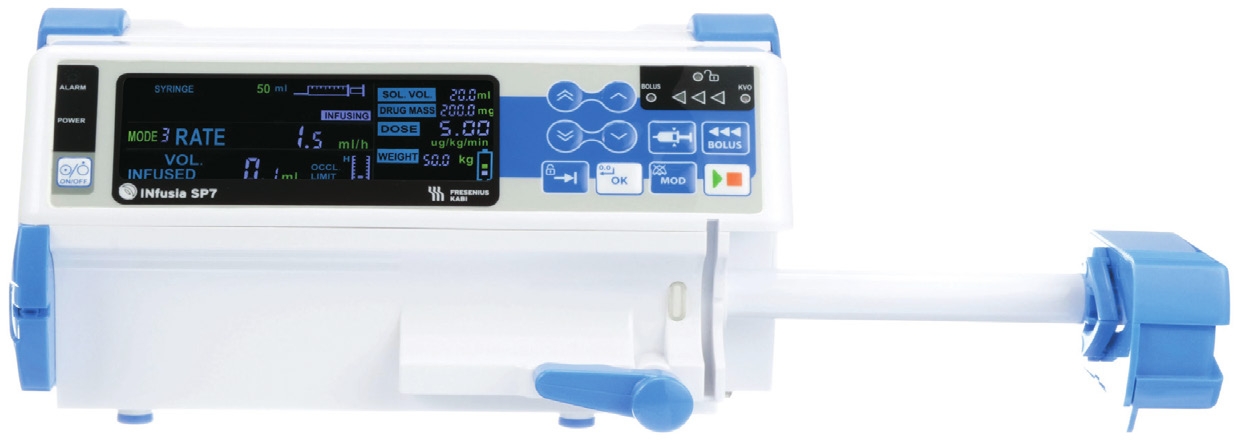 ALARM
POWER
ON/OFF
SYRINGE 50 ml
INFUSING
MODE 3 RATE 1.5 ml/h
VOL.
INFUSED 0.1 ml
OCCL.
LIMIT
H
SOL. VOL. 20.0 ml
DRUG MASS 200.0 mg
DOSE 5.00
ug/kg/min
WEIGHT 50.0 kg
INfusia SP7
FRESENIUS
KABI
BOLUS
KVO
BOLUS
0.0
OK
MOD